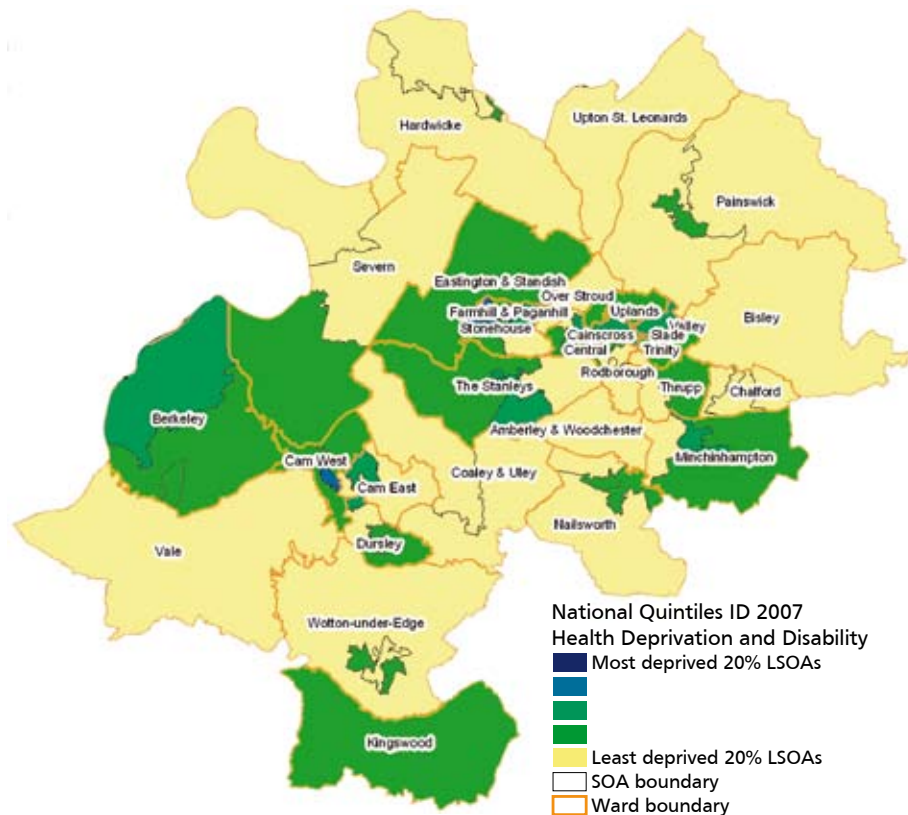 Hardwicke
Upton St. Leonards
Painswick
Severn
Eastington & Standish
Over Stroud
Farmhill & Paganhill
Uplands
Stonehouse
Cainscross
Slade
Valley
Bisley
Central
Trinity
Rodborough
The Stanleys
Thrupp
Chalford
Berkeley
Amberley & Woodchester
Minchinhampton
Cam West
Cam East
Coaley & Uley
Nailsworth
Vale
Dursley
Wotton-under-Edge
Kingswood
National Quintiles ID 2007
Health Deprivation and Disability
Most deprived 20% LSOAs
Least deprived 20% LSOAs
SOA boundary
Ward boundary